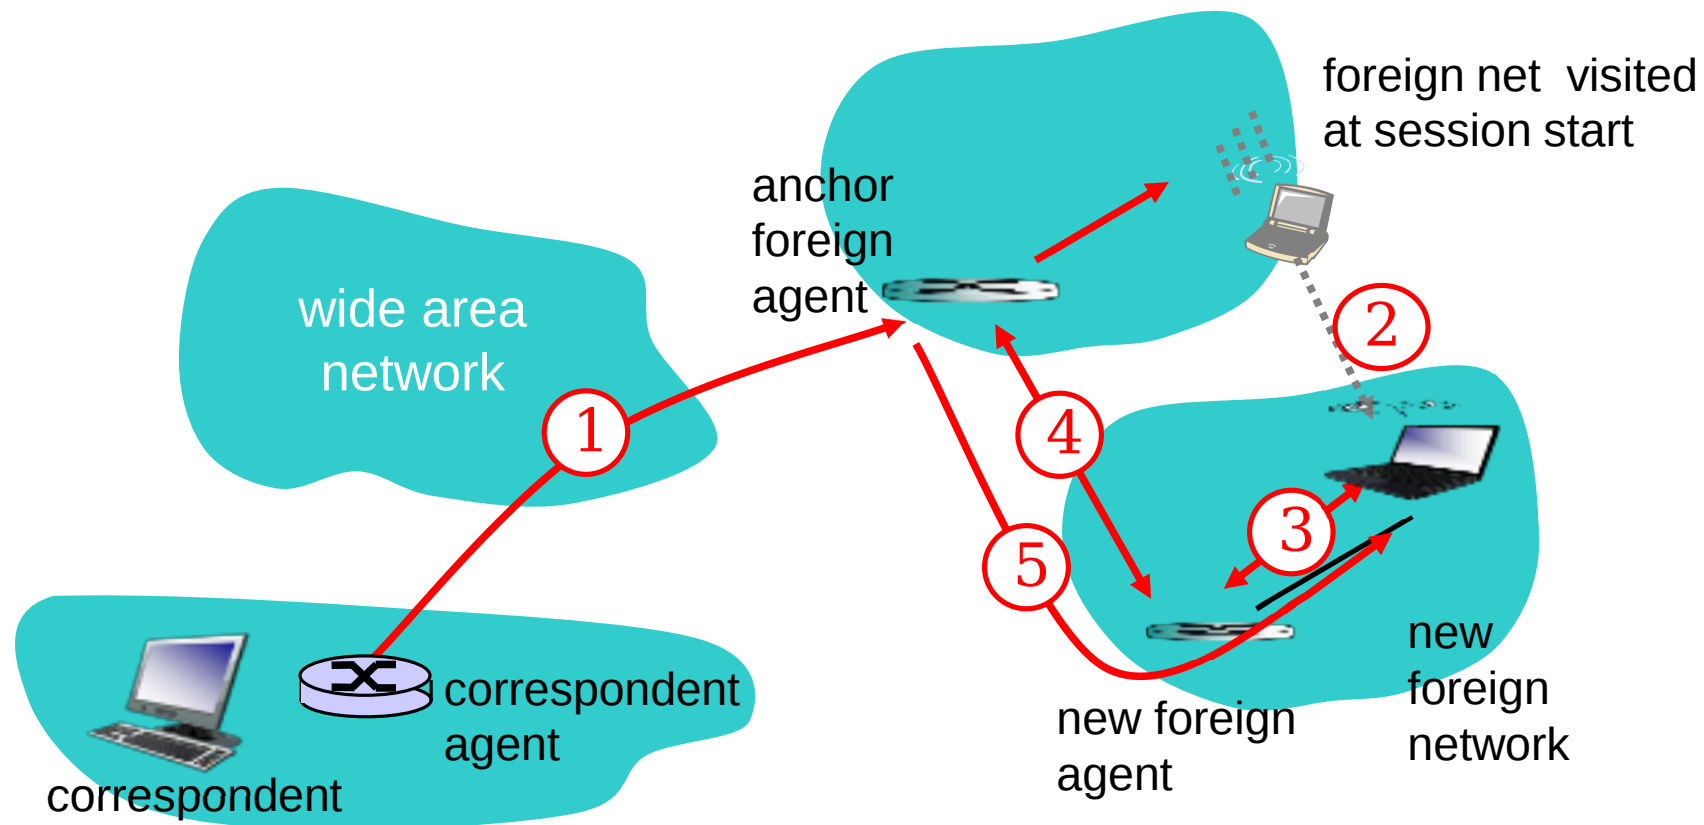 foreign net visited
at session start
anchor
foreign
agent
wide area
network
2
1
4
3
5
correspondent
agent
correspondent
new foreign
agent
new
foreign
network